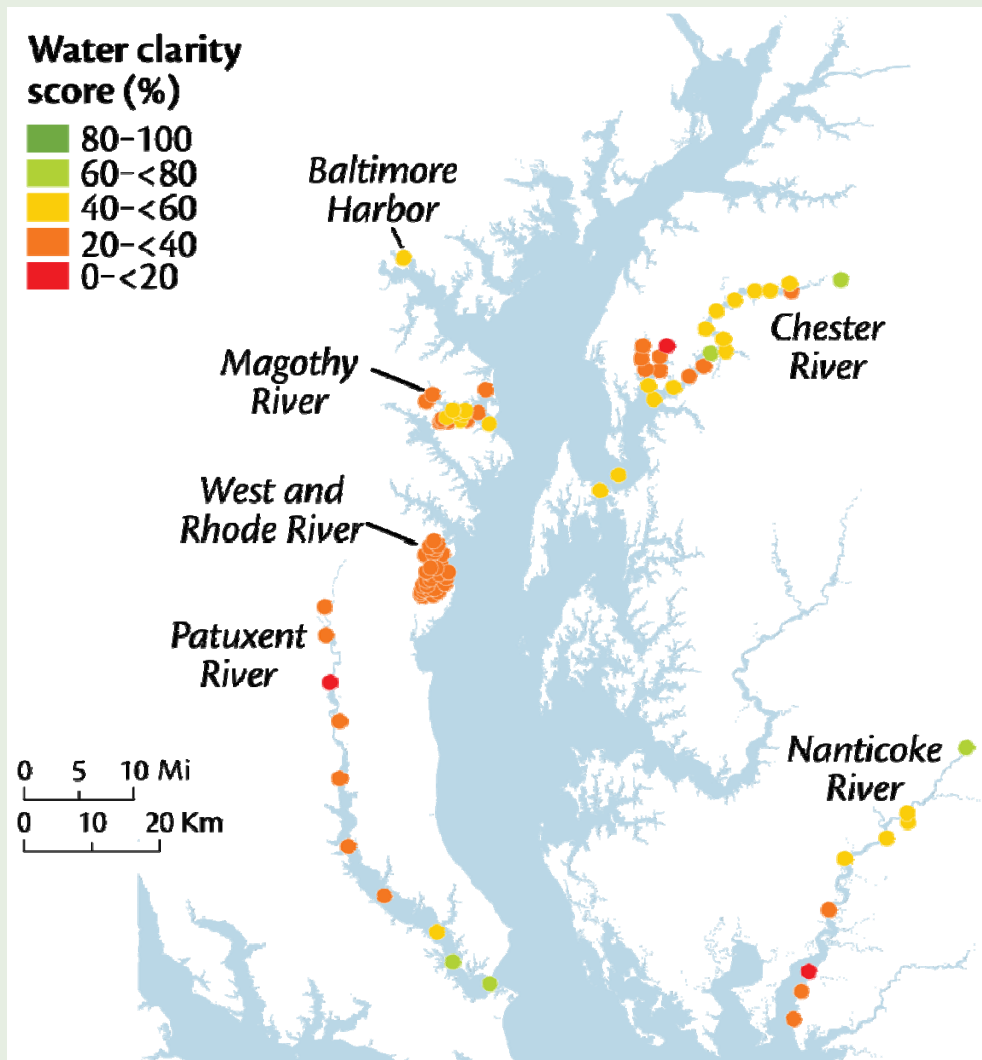 Water clarity
score (%)
80–100
60–<80
40–<60
20–<40
0–<20
Baltimore
Harbor
Magothy
River
Chester
River
West and
Rhode River
Patuxent
River
Nanticoke
River
0 5 10 Mi
0 10 20 Km